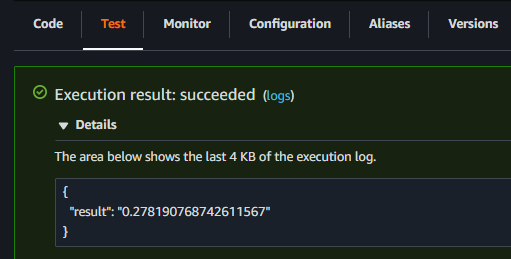 Code Test Monitor Configuration Aliases Versions
Execution result: succeeded (logs)
Details
The area below shows the last 4 KB of the execution log.
{
"result": "0.278190768742611567"
}